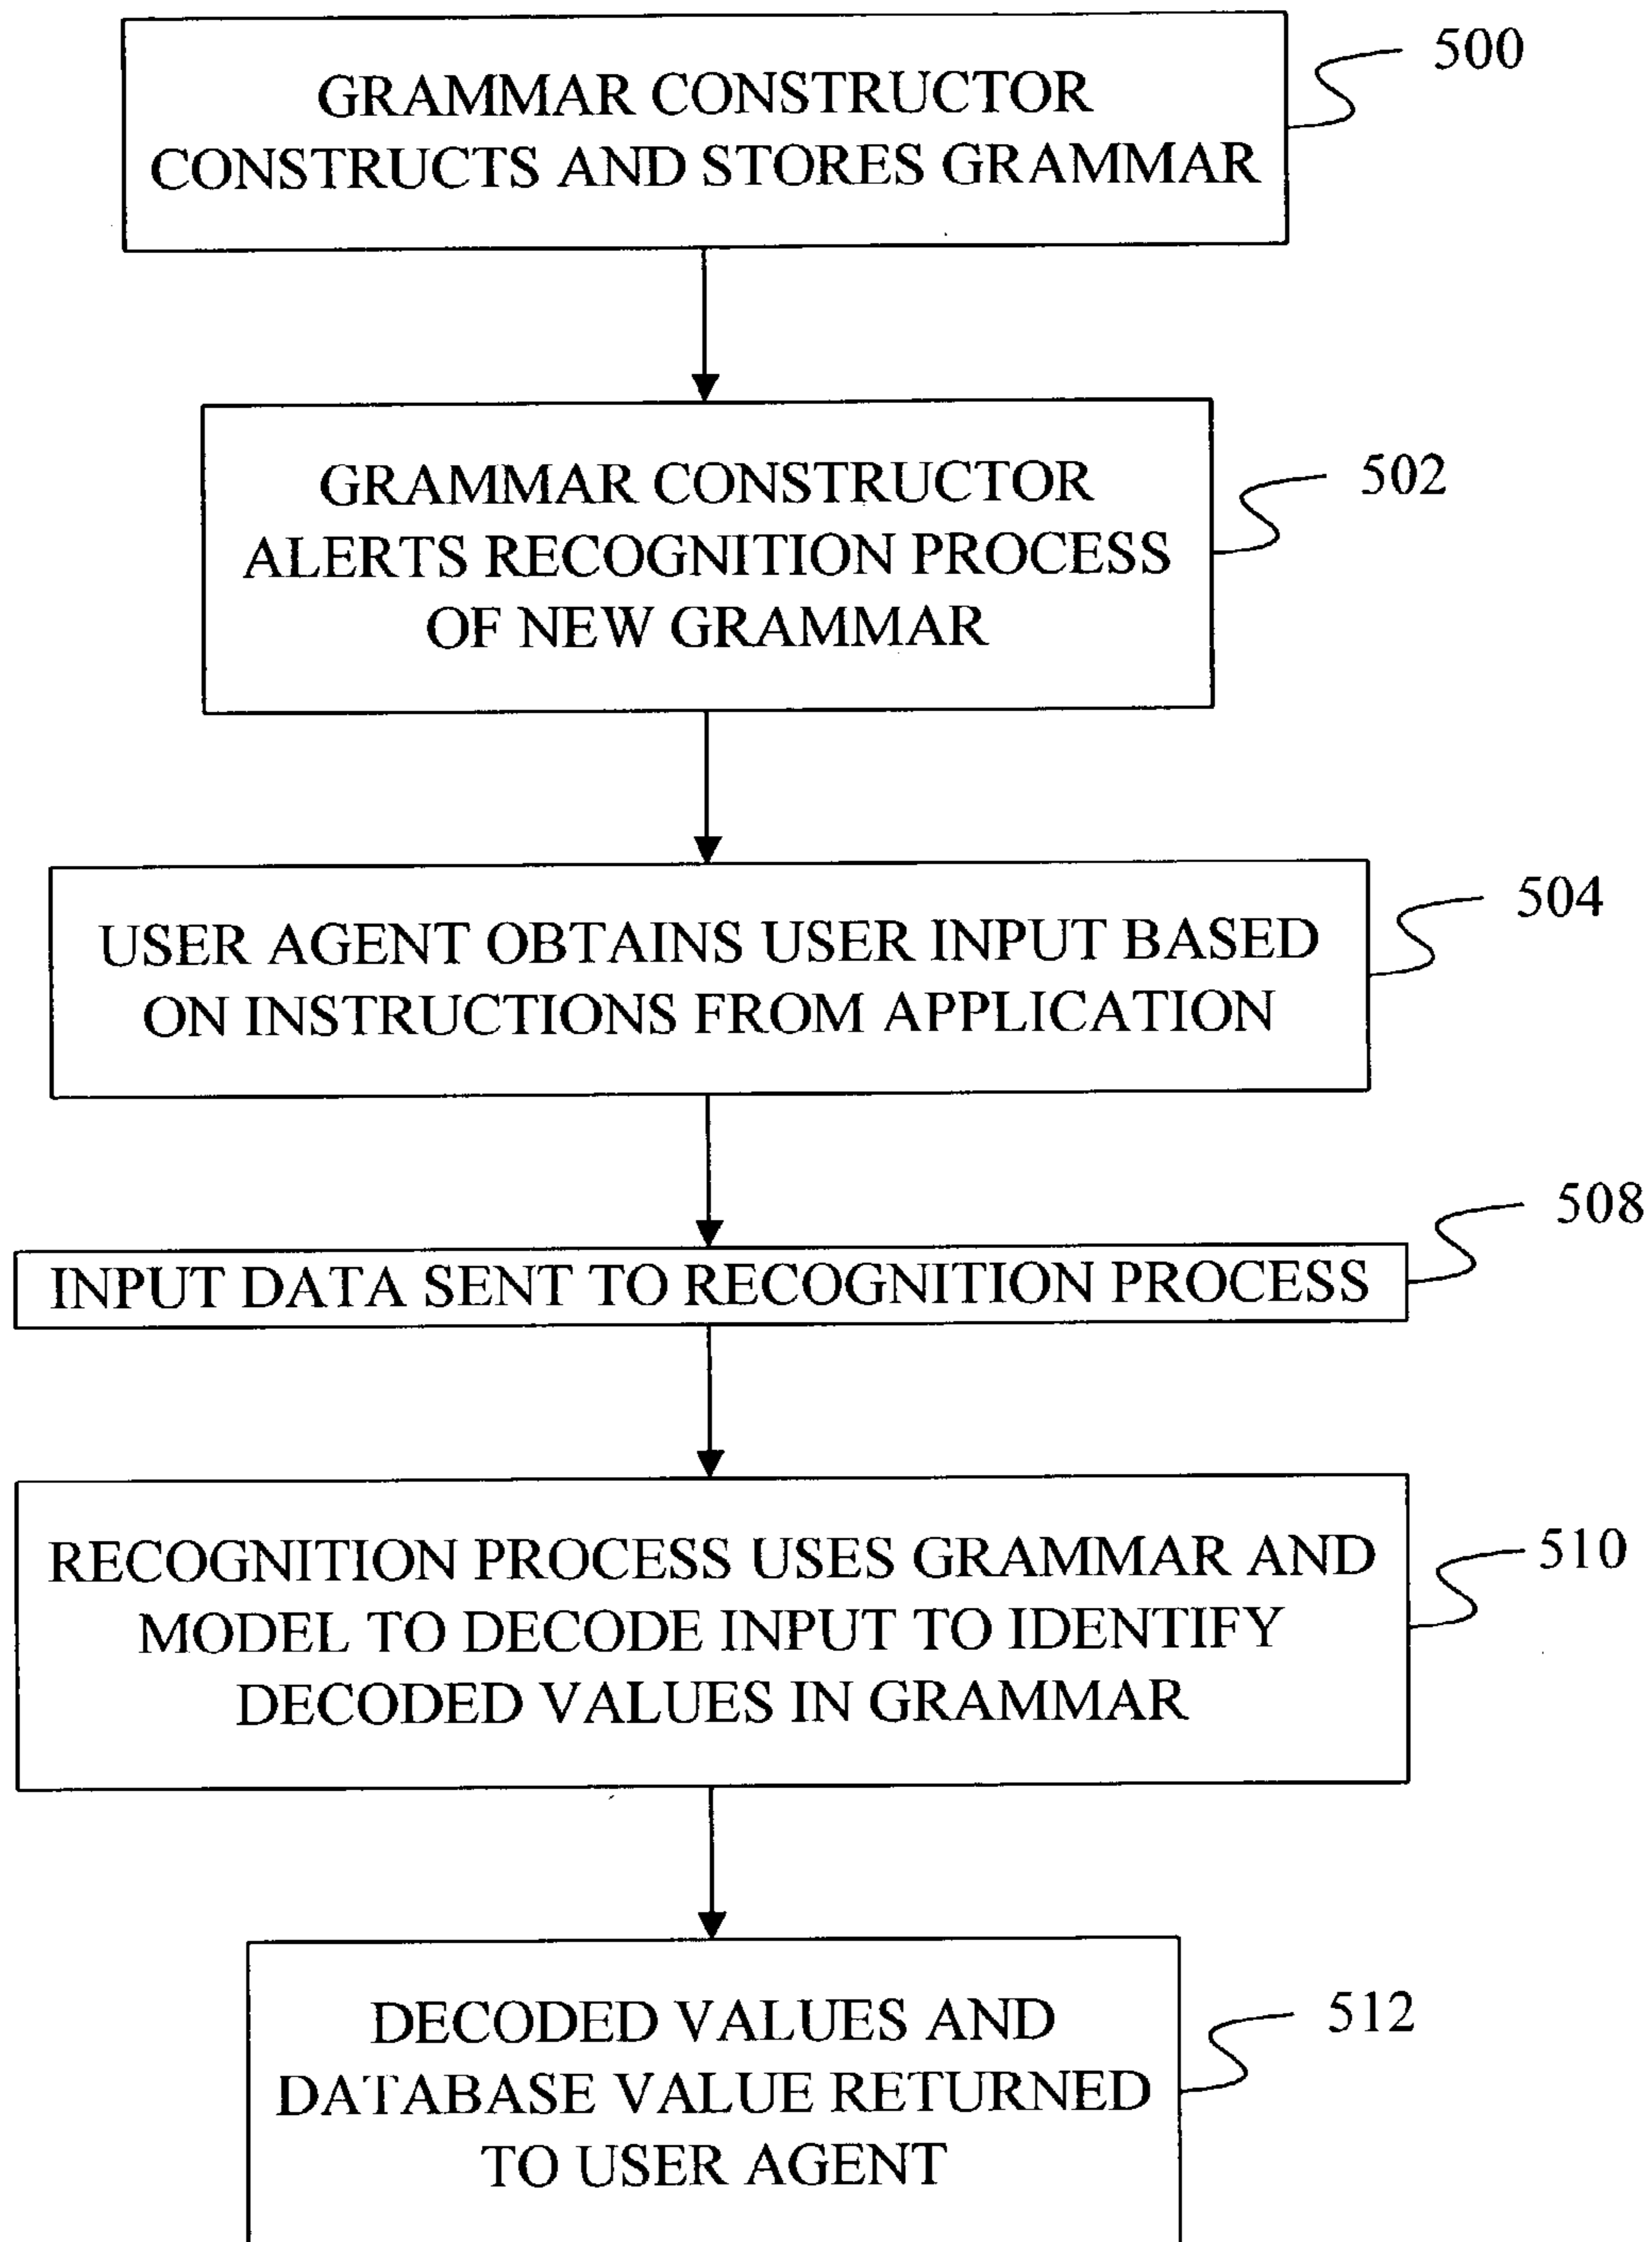 GRAMMAR CONSTRUCTOR
CONSTRUCTS AND STORES GRAMMAR
500
GRAMMAR CONSTRUCTOR
ALERTS RECOGNITION PROCESS
OF NEW GRAMMAR
502
USER AGENT OBTAINS USER INPUT BASED
ON INSTRUCTIONS FROM APPLICATION
504
INPUT DATA SENT TO RECOGNITION PROCESS
508
RECOGNITION PROCESS USES GRAMMAR AND
MODEL TO DECODE INPUT TO IDENTIFY
DECODED VALUES IN GRAMMAR
510
DECODED VALUES AND
DATABASE VALUE RETURNED
TO USER AGENT
512